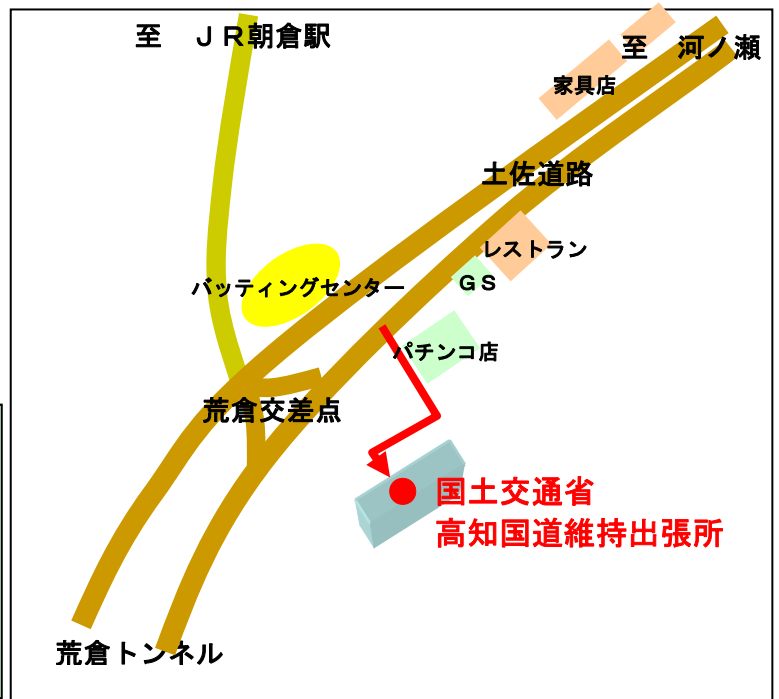 至　ＪＲ朝倉駅
至　河ノ瀬
家具店
土佐道路
レストラン
ＧＳ
バッティングセンター
パチンコ店
荒倉交差点
国土交通省
高知国道維持出張所
荒倉トンネル